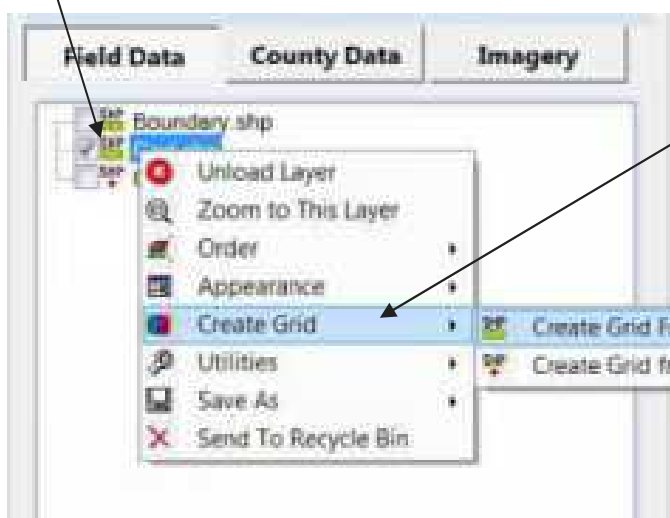 Field Data County Data Imagery
Boundary.shp
Unload Layer
Zoom to This Layer
Order
Appearance
Create Grid
Create Grid
Utilities
Create Grid
Save As
Send To Recycle Bin